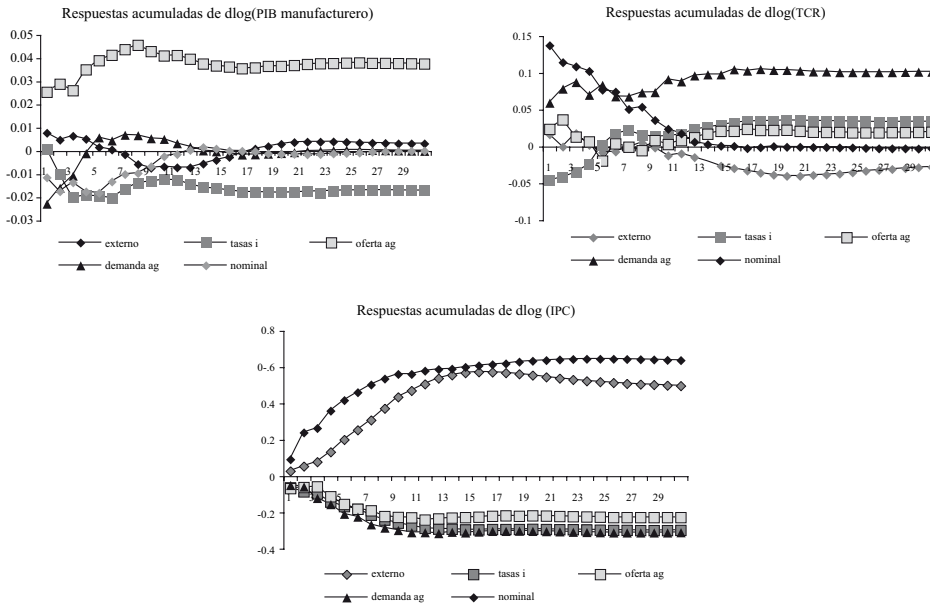 Respuestas acumuladas de dlog(PIB manufacturero)
0.05
0.04
0.03
0.02
0.01
0
-0.01
-0.02
-0.03
3 5 7 9 11 13 15 17 19 21 23 25 27 29
externo tasas i oferta ag
demanda ag nominal
Respuestas acumuladas de dlog(TCR)
0.15
0.10
0.05
0
-0.05
-0.1
1 3 5 7 9 11 13 15 17 19 21 23 25 27 29
externo tasas i oferta ag
demanda ag nominal
Respuestas acumuladas de dlog (IPC)
0.8
0-6
0.4
0.2
0
-0.2
-0.4
1 3 5 7 9 11 13 15 17 19 21 23 25 27 29
externo tasas i oferta ag
demanda ag nominal